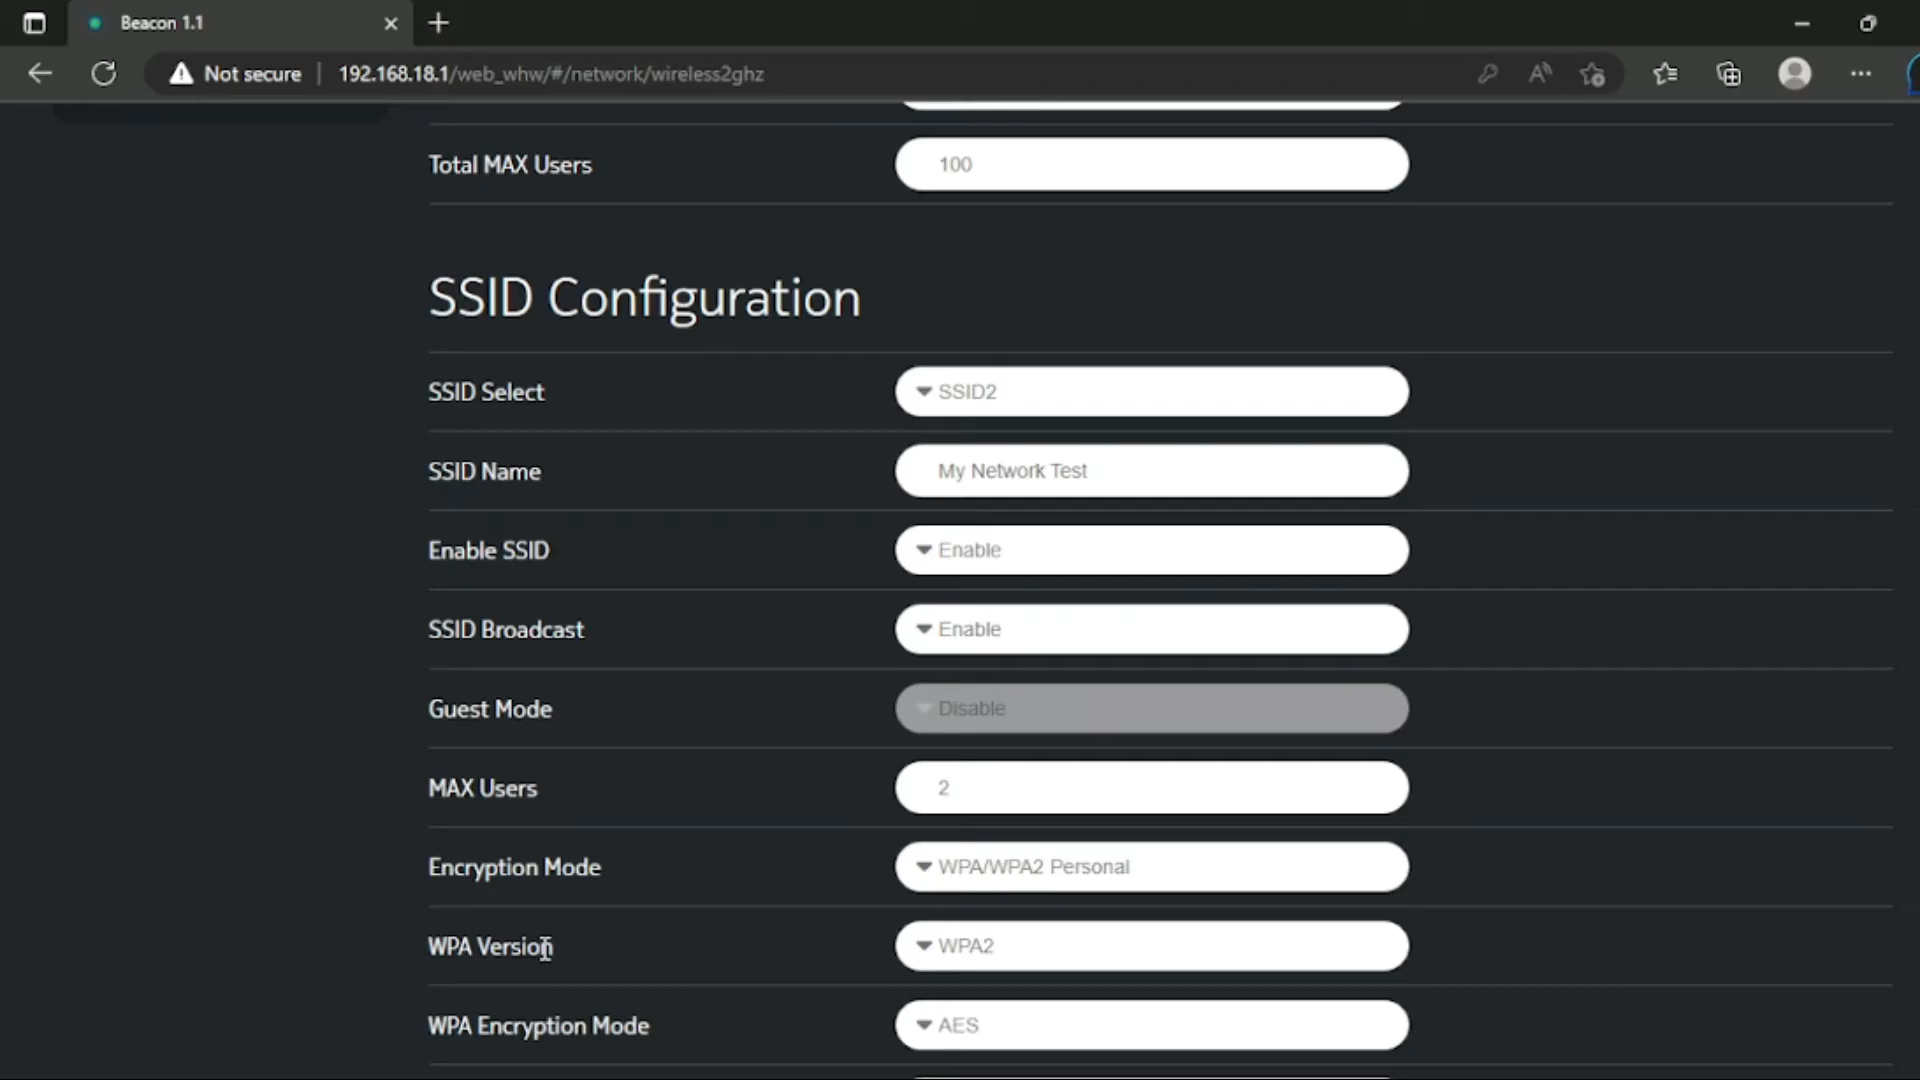 Beacon 1.1
Not secure | 192.168.18.1/web_whw/#/network/wireless2ghz
Total MAX Users 100
SSID Configuration
SSID Select SSID2
SSID Name My Network Test
Enable SSID Enable
SSID Broadcast Enable
Guest Mode Disable
MAX Users 2
Encryption Mode WPA/WPA2 Personal
WPA Version WPA2
WPA Encryption Mode AES